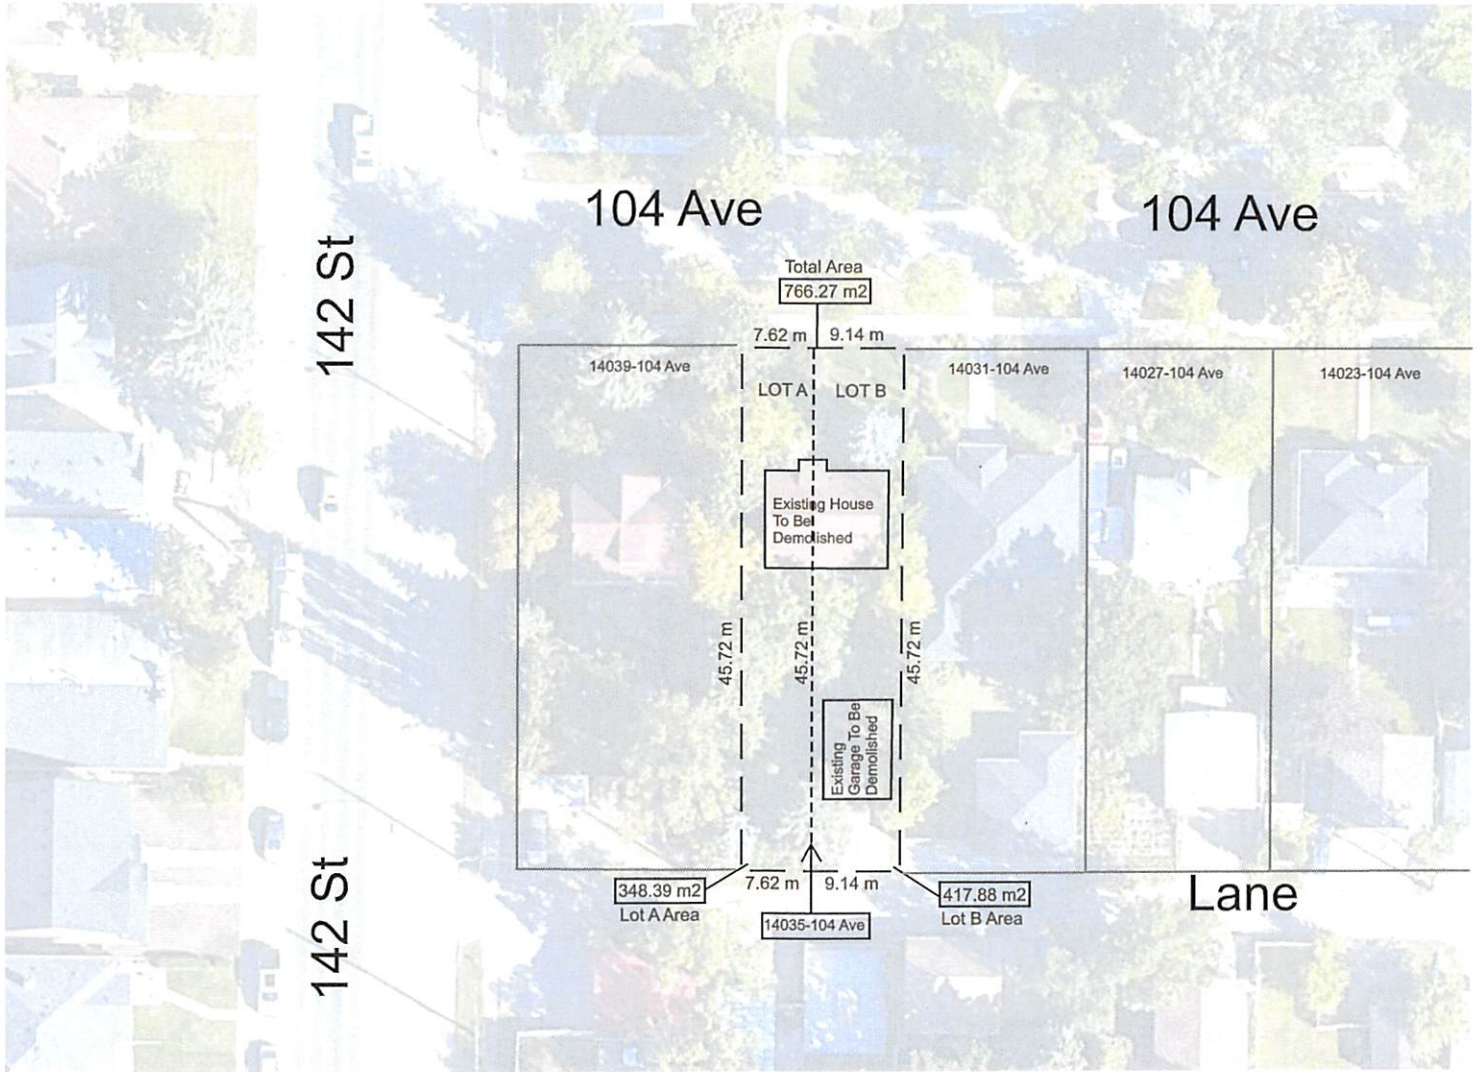 104 Ave
104 Ave
142 St
Total Area
766.27 m2
7.62 m
9.14 m
14039-104 Ave
14031-104 Ave
14027-104 Ave
14023-104 Ave
LOT A
LOT B
Existing House
To Be
Demolished
45.72 m
45.72 m
45.72 m
Existing
Garage To Be
Demolished
142 St
348.39 m2
Lot A Area
7.62 m
9.14 m
417.88 m2
Lot B Area
Lane
14035-104 Ave